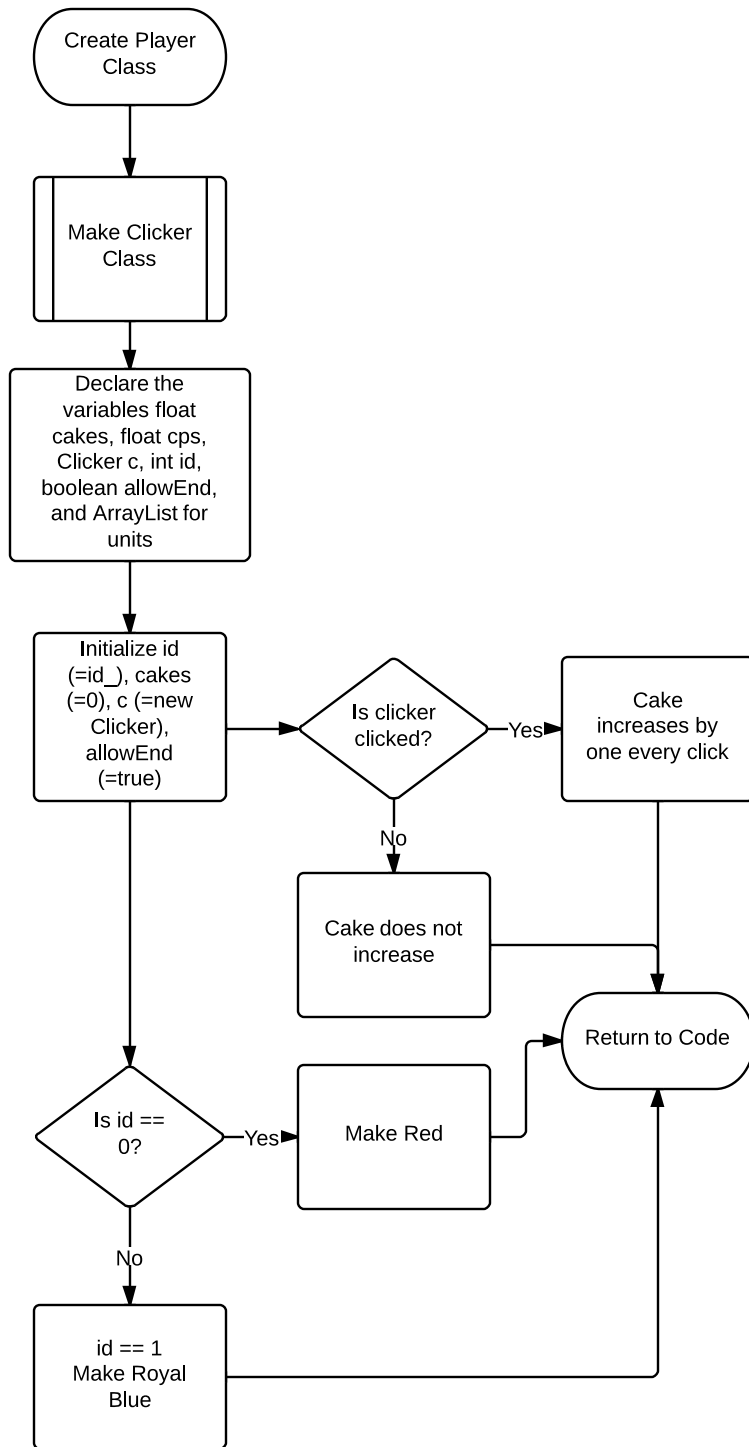 Create Player
Class
Make Clicker
Class
Declare the
variables float
cakes, float cps,
Clicker c, int id,
boolean allowEnd,
and ArrayList for
units
Initialize id
(=id_), cakes
(=0), c (=new
Clicker),
allowEnd
(=true)
Is clicker
clicked?
Yes
Cake
increases by
one every click
No
Cake does not
increase
Return to Code
Is id ==
0?
Yes
Make Red
No
id == 1
Make Royal
Blue